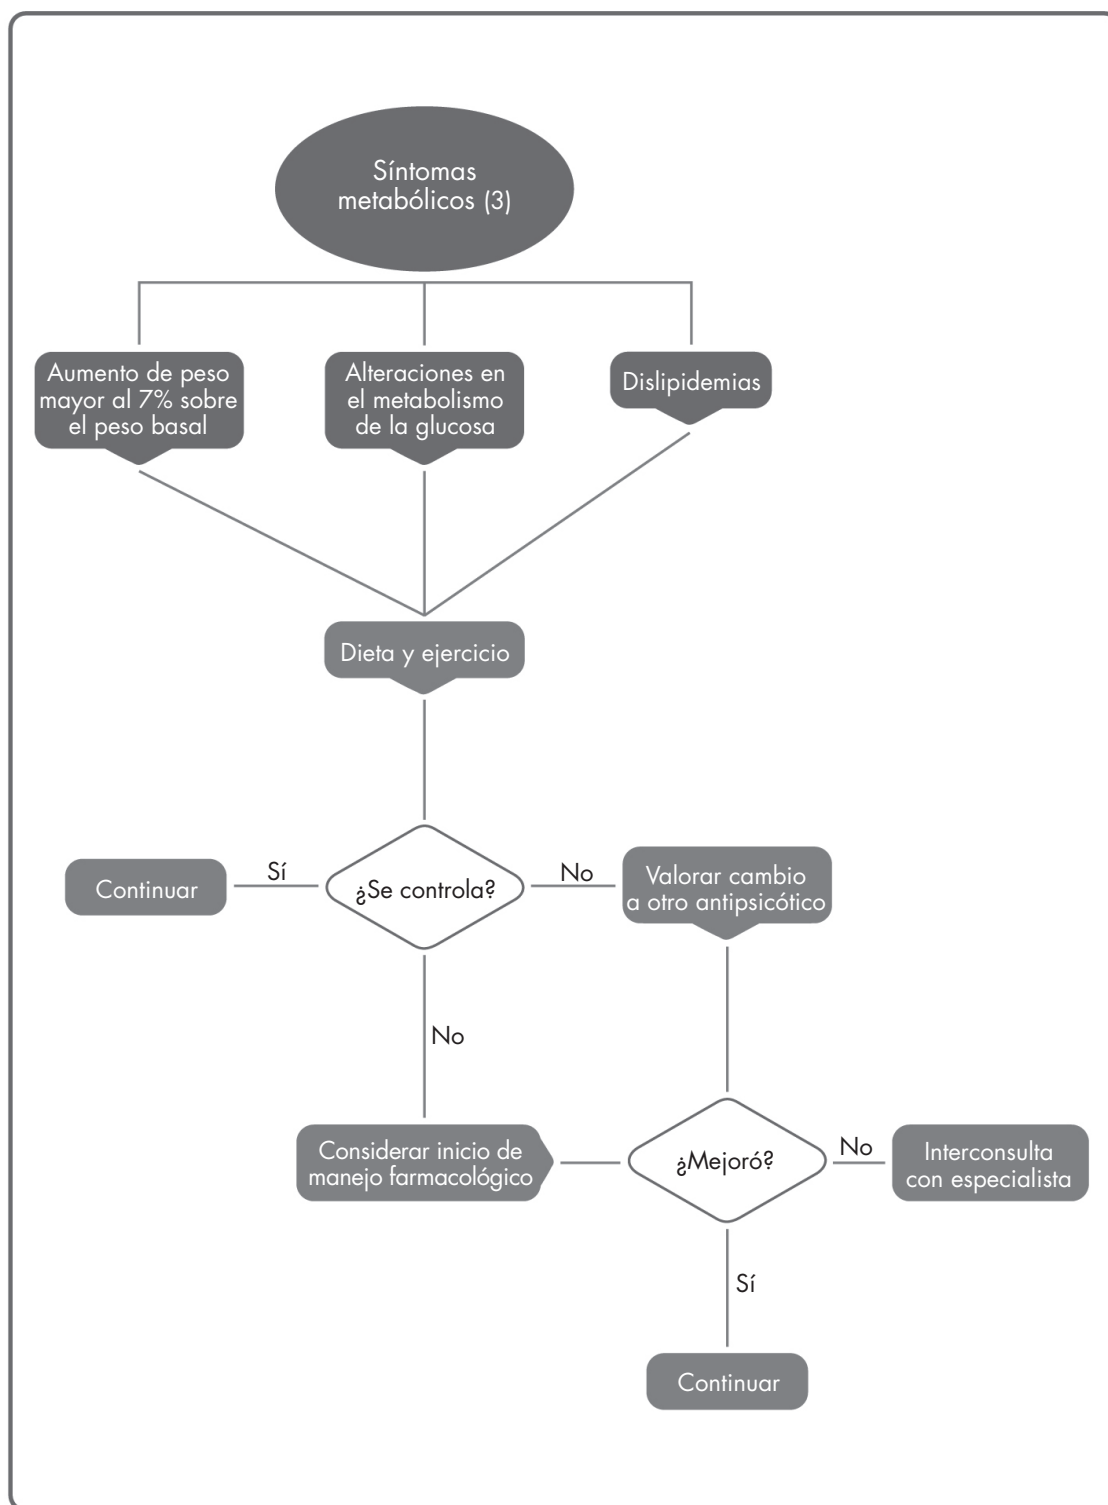 Síntomas
metabólicos (3)
Aumento de peso
mayor al 7% sobre
el peso basal
Alteraciones en
el metabolismo
de la glucosa
Dislipidemias
Dieta y ejercicio
Continuar
Sí
¿Se controla?
No
Valorar cambio
a otro antipsicótico
No
Considerar inicio de
manejo farmacológico
¿Mejoró?
No
Interconsulta
con especialista
Sí
Continuar